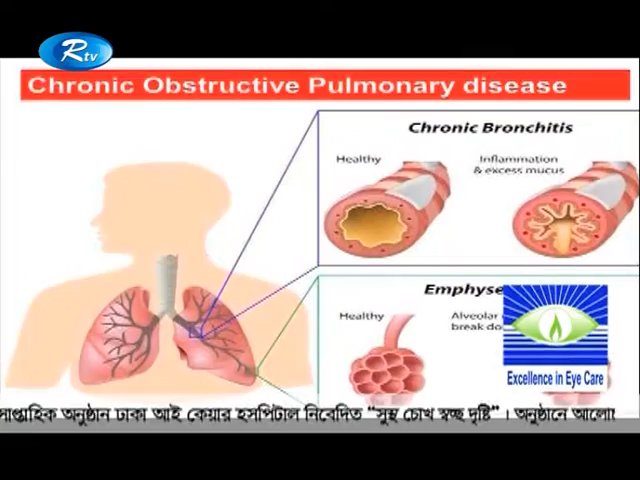 Rtv
Chronic Obstructive Pulmonary disease
Chronic Bronchitis
Healthy
Inflammation
& excess mucus
Emphyse
Healthy
Alveolar
break do
Excellence in Eye Care
সাপ্তাহিক অনুষ্ঠান ঢাকা আই কেয়ার হসপিটাল নিবেদিত “সুস্থ চোখ স্বচ্ছ দৃষ্টি” । অনুষ্ঠানে আলো